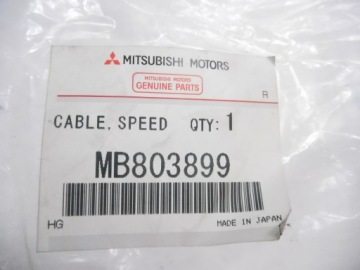 MITSUBISHI MOTORS
MITSUBISHI MOTORS
GENUINE PARTS
R
CABLE, SPEED QTY: 1
MB803899
HG MADE IN JAPAN